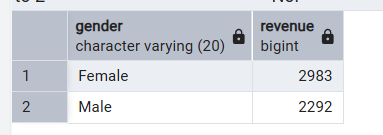 gender
character varying (20)
revenue
bigint
1 Female 2983
2 Male 2292